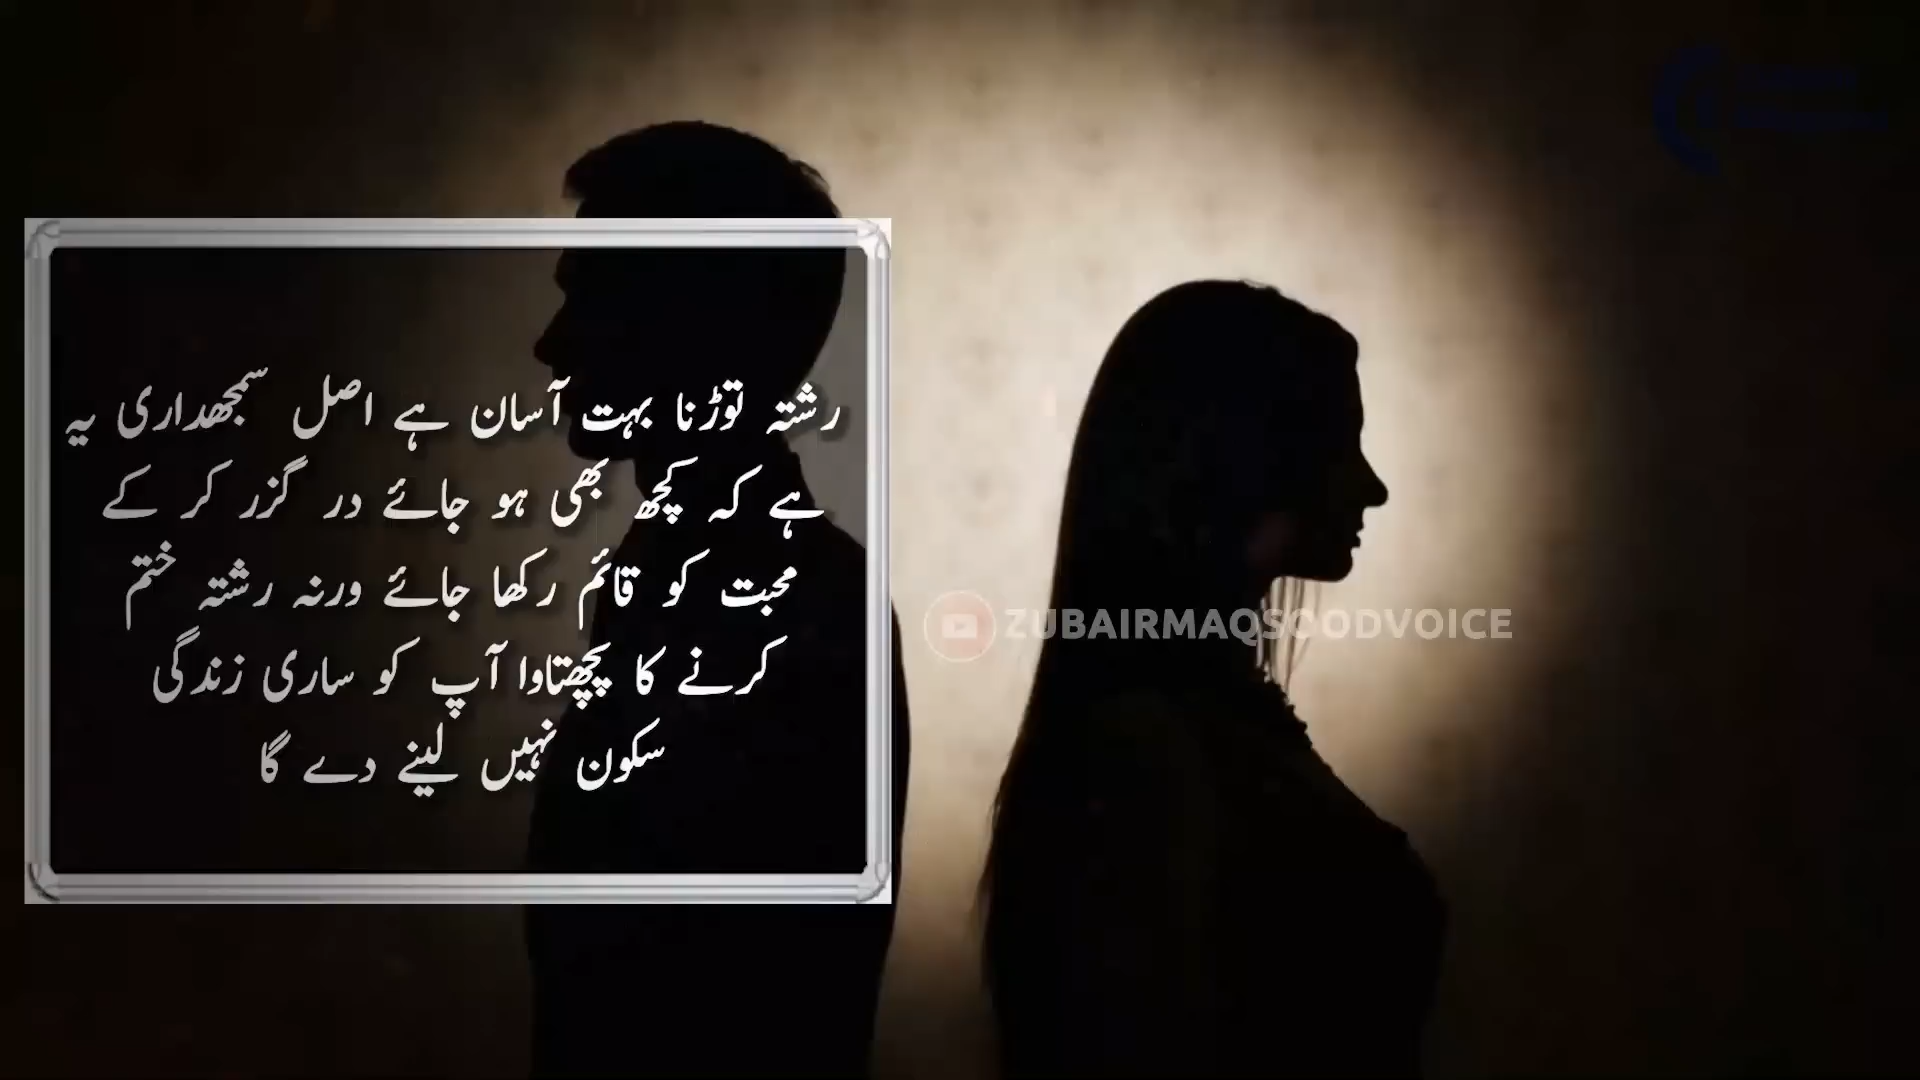 رشتہ توڑنا بہت آسان ہے اصل سمجھداری یہ
ہے کہ کچھ بھی ہو جائے در گزر کر کے
محبت کو قائم رکھا جائے ورنہ رشتہ ختم
کرنے کا پچھتاوا آپ کو ساری زندگی
سکون نہیں لینے دے گا
ZUBAIRMAQSOODVOICE